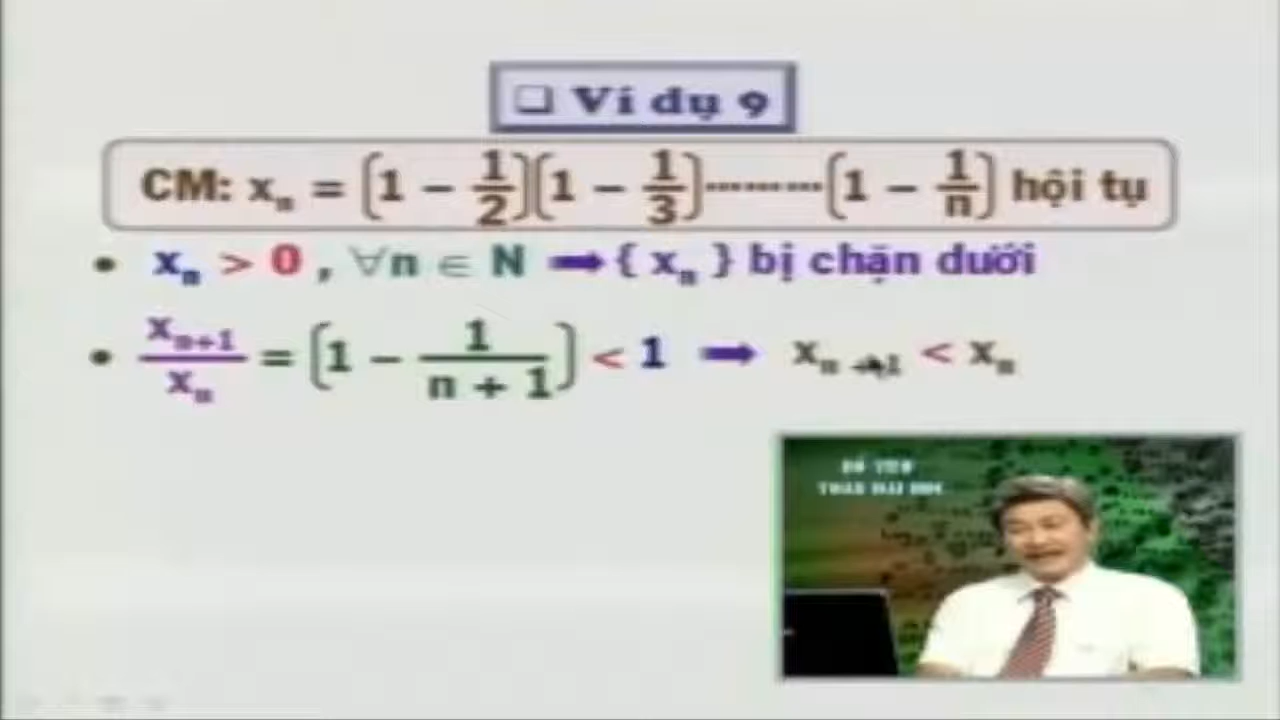 ❑ Ví dụ 9
CM: xₙ = (1 − 1/2)(1 − 1/3)·········(1 − 1/n) hội tụ
• xₙ > 0 , ∀n ∈ N ➡ { xₙ } bị chặn dưới
• xₙ₊₁/xₙ = (1 − 1/(n + 1)) < 1 ➡ xₙ₊₁ < xₙ